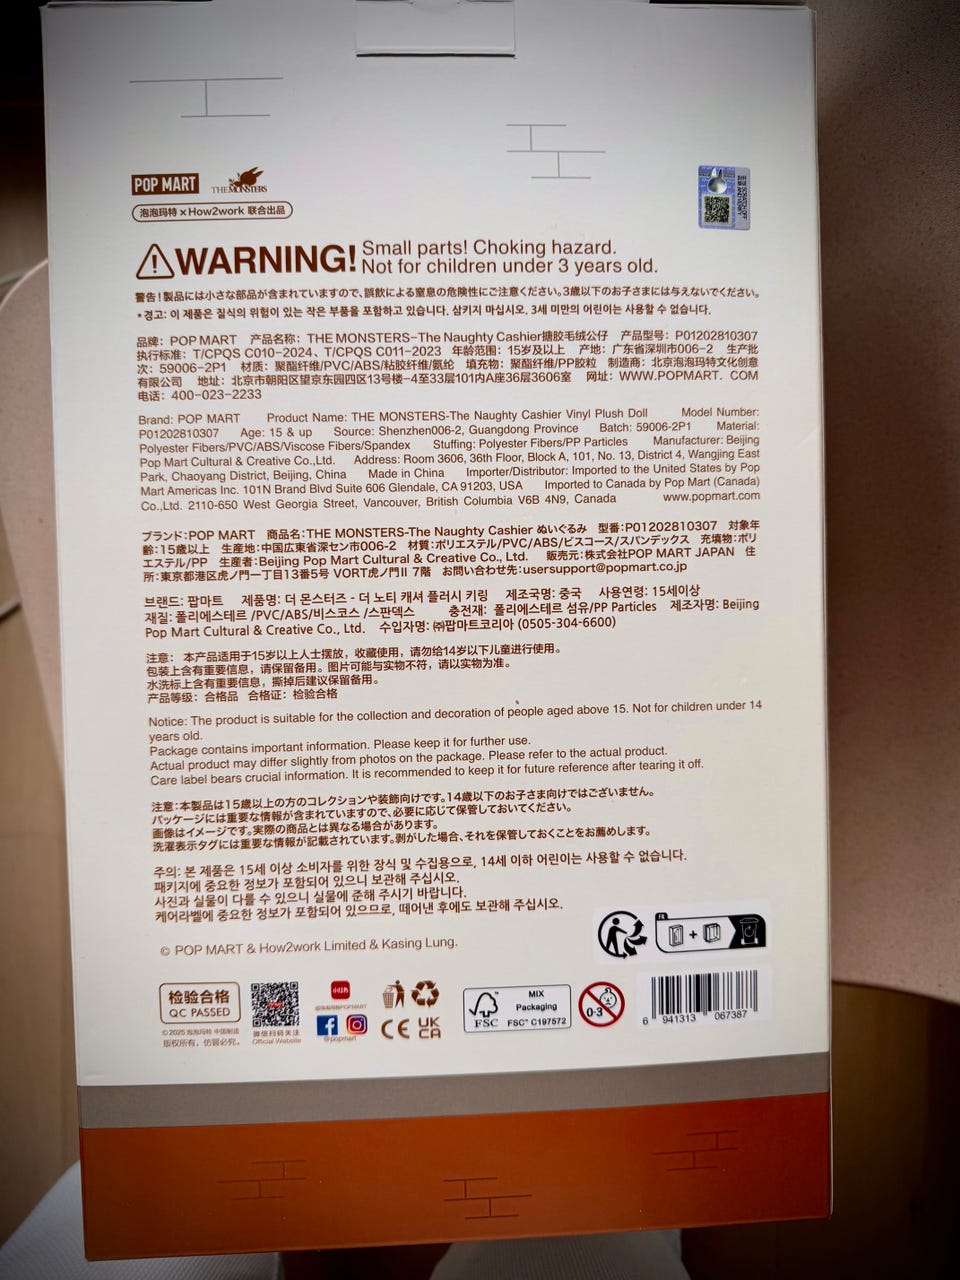 POP MART
THE MONSTERS
泡泡玛特 × How2work 联合出品
WARNING! Small parts! Choking hazard.
Not for children under 3 years old.
警告！製品には小さな部品が含まれていますので、誤飲による窒息の危険性にご注意ください。3歳以下のお子さまには与えないでください。
*경고: 이 제품은 질식의 위험이 있는 작은 부품을 포함하고 있습니다. 삼키지 마십시오. 3세 미만의 어린이는 사용할 수 없습니다.
品牌：POP MART 产品名称：THE MONSTERS-The Naughty Cashier搪胶毛绒公仔 产品型号：P01202810307
执行标准：T/CPQS C010-2024、T/CPQS C011-2023 年龄范围：15岁及以上 产地：广东省深圳市006-2 生产批
次：59006-2P1 材质：聚酯纤维/PVC/ABS/粘胶纤维/氨纶 填充物：聚酯纤维/PP胶粒 制造商：北京泡泡玛特文化创意
有限公司 地址：北京市朝阳区望京东园四区13号楼-4至33层101内A座36层3606室 网址：WWW.POPMART. COM
电话：400-023-2233
Brand: POP MART Product Name: THE MONSTERS-The Naughty Cashier Vinyl Plush Doll Model Number:
P01202810307 Age: 15 & up Source: Shenzhen006-2, Guangdong Province Batch: 59006-2P1 Material:
Polyester Fibers/PVC/ABS/Viscose Fibers/Spandex Stuffing: Polyester Fibers/PP Particles Manufacturer: Beijing
Pop Mart Cultural & Creative Co.,Ltd. Address: Room 3606, 36th Floor, Block A, 101, No. 13, District 4, Wangjing East
Park, Chaoyang District, Beijing, China Made in China Importer/Distributor: Imported to the United States by Pop
Mart Americas Inc. 101N Brand Blvd Suite 606 Glendale, CA 91203, USA Imported to Canada by Pop Mart (Canada)
Co.,Ltd. 2110-650 West Georgia Street, Vancouver, British Columbia V6B 4N9, Canada www.popmart.com
ブランド：POP MART 商品名：THE MONSTERS-The Naughty Cashier ぬいぐるみ 型番：P01202810307 対象年
齢：15歳以上 生産地：中国広東省深セン市006-2 材質：ポリエステル/PVC/ABS/ビスコース/スパンデックス 充填物：ポリ
エステル/PP 生産者：Beijing Pop Mart Cultural & Creative Co., Ltd. 販売元：株式会社POP MART JAPAN 住
所：東京都港区虎ノ門一丁目13番5号 VORT虎ノ門II 7階 お問い合わせ先：usersupport@popmart.co.jp
브랜드: 팝마트 제품명: 더 몬스터즈 - 더 노티 캐셔 플러시 키링 제조국명: 중국 사용연령: 15세이상
재질: 폴리에스테르 /PVC/ABS/비스코스 /스판덱스 충전재: 폴리에스테르 섬유/PP Particles 제조자명: Beijing
Pop Mart Cultural & Creative Co., Ltd. 수입자명: ㈜팝마트코리아 (0505-304-6600)
注意： 本产品适用于15岁以上人士摆放，收藏使用，请勿给14岁以下儿童进行使用。
包装上含有重要信息，请保留备用。图片可能与实物不符，请以实物为准。
水洗标上含有重要信息，撕掉后建议保留备用。
产品等级：合格品 合格证：检验合格
Notice: The product is suitable for the collection and decoration of people aged above 15. Not for children under 14
years old.
Package contains important information. Please keep it for further use.
Actual product may differ slightly from photos on the package. Please refer to the actual product.
Care label bears crucial information. It is recommended to keep it for future reference after tearing it off.
注意：本製品は15歳以上の方のコレクションや装飾向けです。14歳以下のお子さま向けではございません。
パッケージには重要な情報が含まれていますので、必要に応じて保管しておいてください。
画像はイメージです。実際の商品とは異なる場合があります。
洗濯表示タグには重要な情報が記載されています。剥がした場合、それを保管しておくことをお薦めします。
주의: 본 제품은 15세 이상 소비자를 위한 장식 및 수집용으로, 14세 이하 어린이는 사용할 수 없습니다.
패키지에 중요한 정보가 포함되어 있으니 보관해 주십시오.
사진과 실물이 다를 수 있으니 실물에 준해 주시기 바랍니다.
케어라벨에 중요한 정보가 포함되어 있으므로, 떼어낸 후에도 보관해 주십시오.
FR
+
© POP MART & How2work Limited & Kasing Lung.
检验合格
QC PASSED
©2025 泡泡玛特 中国制造
版权所有，仿冒必究。
微信扫码关注
Official Website
小红书
@popmart
CE
UK
CA
FSC
MIX
Packaging
FSC® C197572
0-3
6 941313 067387